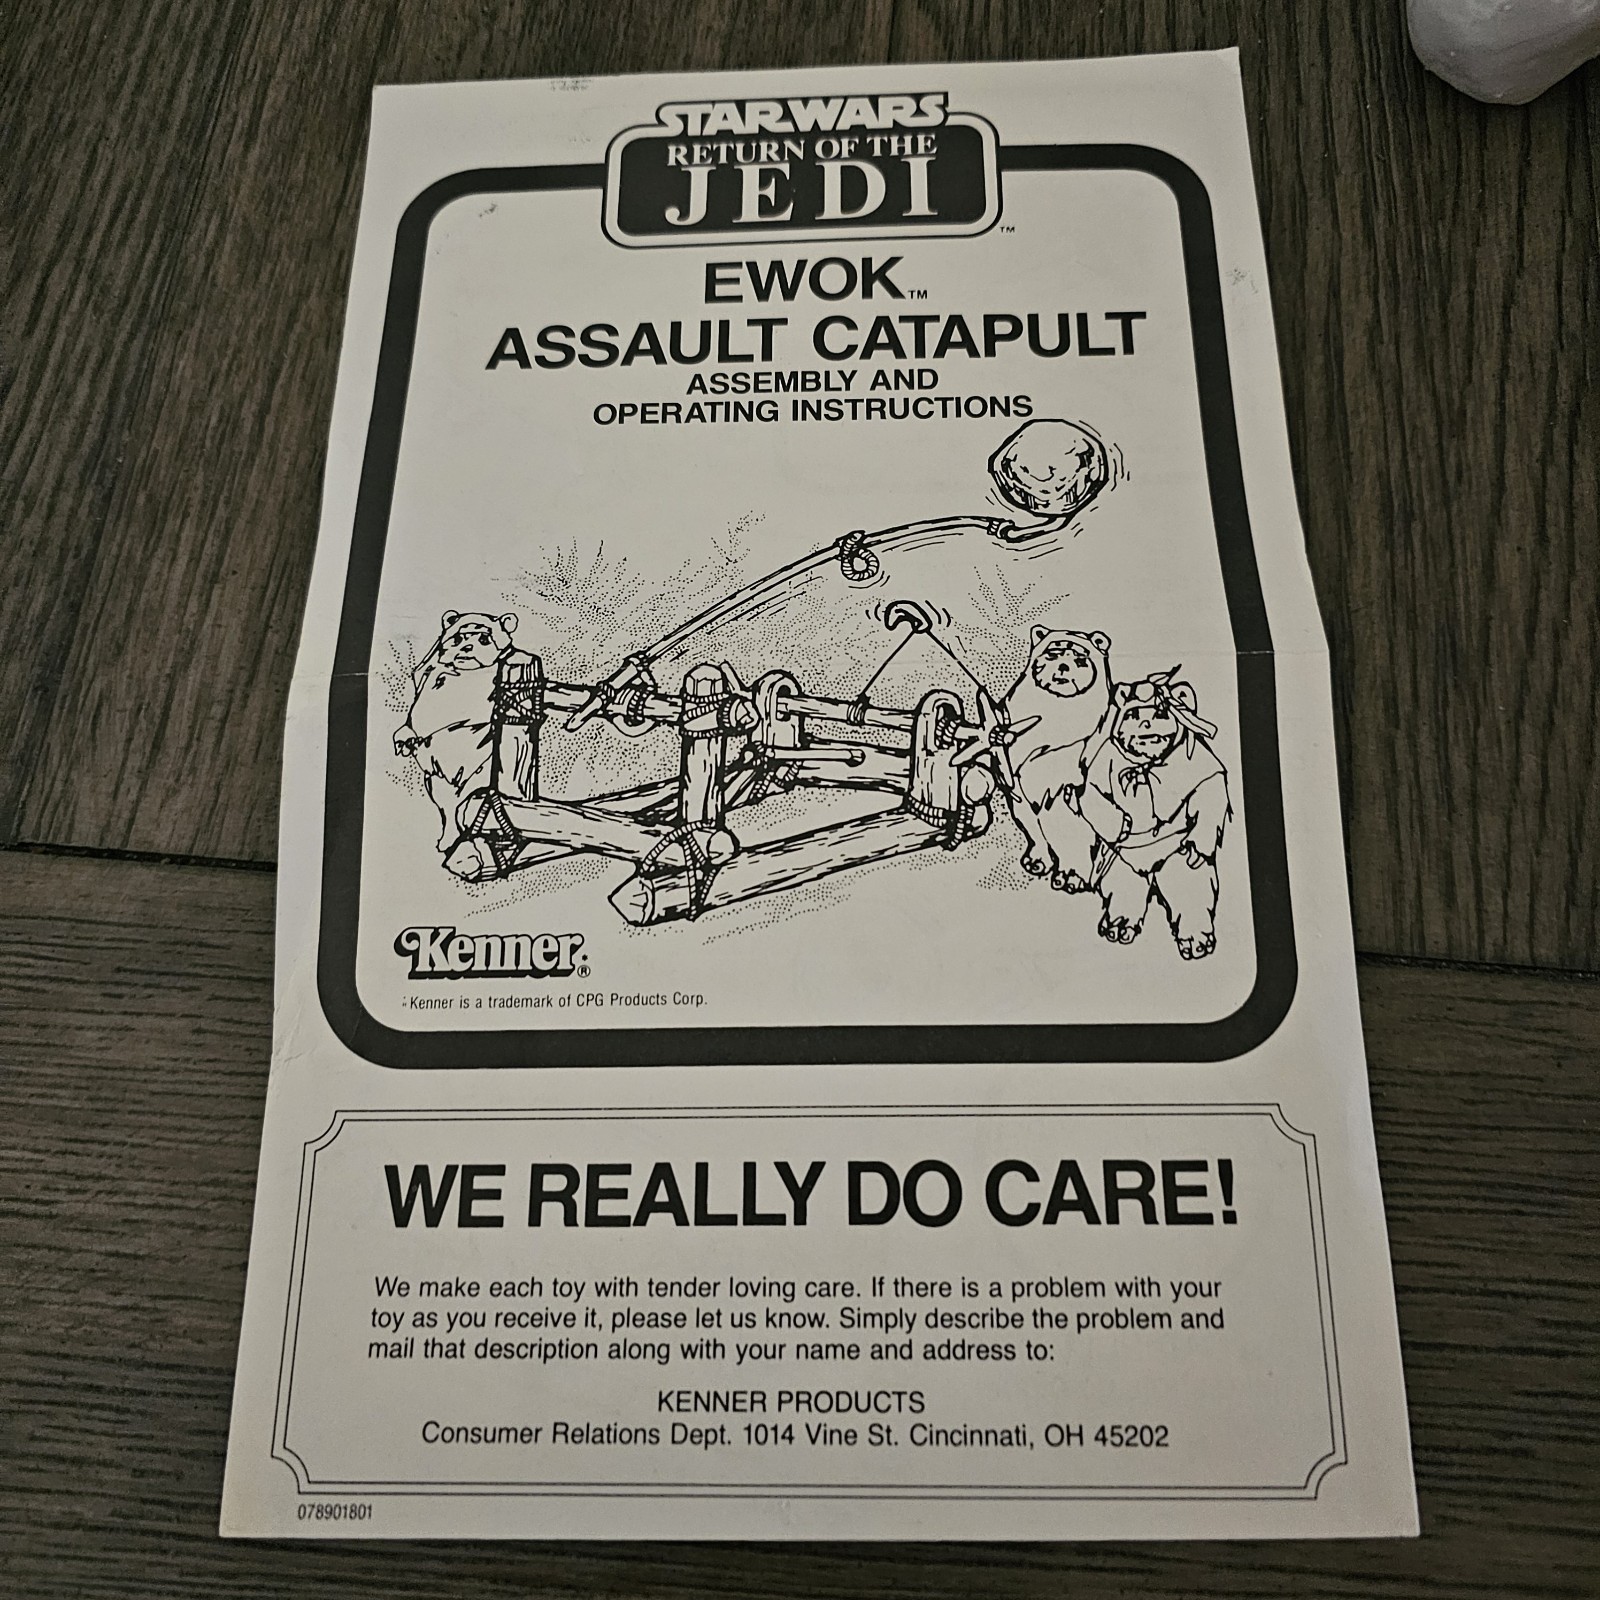 STAR WARS
RETURN OF THE
JEDI
TM
EWOK TM
ASSAULT CATAPULT
ASSEMBLY AND
OPERATING INSTRUCTIONS
Kenner®
Kenner is a trademark of CPG Products Corp.
WE REALLY DO CARE!
We make each toy with tender loving care. If there is a problem with your
toy as you receive it, please let us know. Simply describe the problem and
mail that description along with your name and address to:
KENNER PRODUCTS
Consumer Relations Dept. 1014 Vine St. Cincinnati, OH 45202
078901801